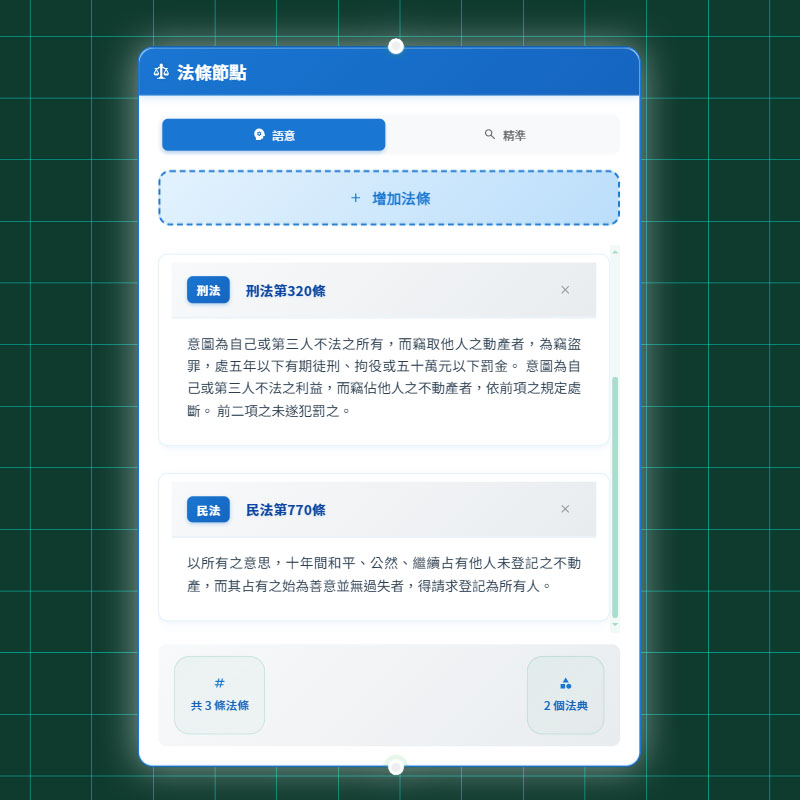 法條節點
語意
精準
+ 增加法條
刑法 刑法第320條 ×
意圖為自己或第三人不法之所有，而竊取他人之動產者，為竊盜
罪，處五年以下有期徒刑、拘役或五十萬元以下罰金。 意圖為自
己或第三人不法之利益，而竊佔他人之不動產者，依前項之規定處
斷。 前二項之未遂犯罰之。
民法 民法第770條 ×
以所有之意思，十年間和平、公然、繼續占有他人未登記之不動
產，而其占有之始為善意並無過失者，得請求登記為所有人。
#
共 3 條法條
2 個法典